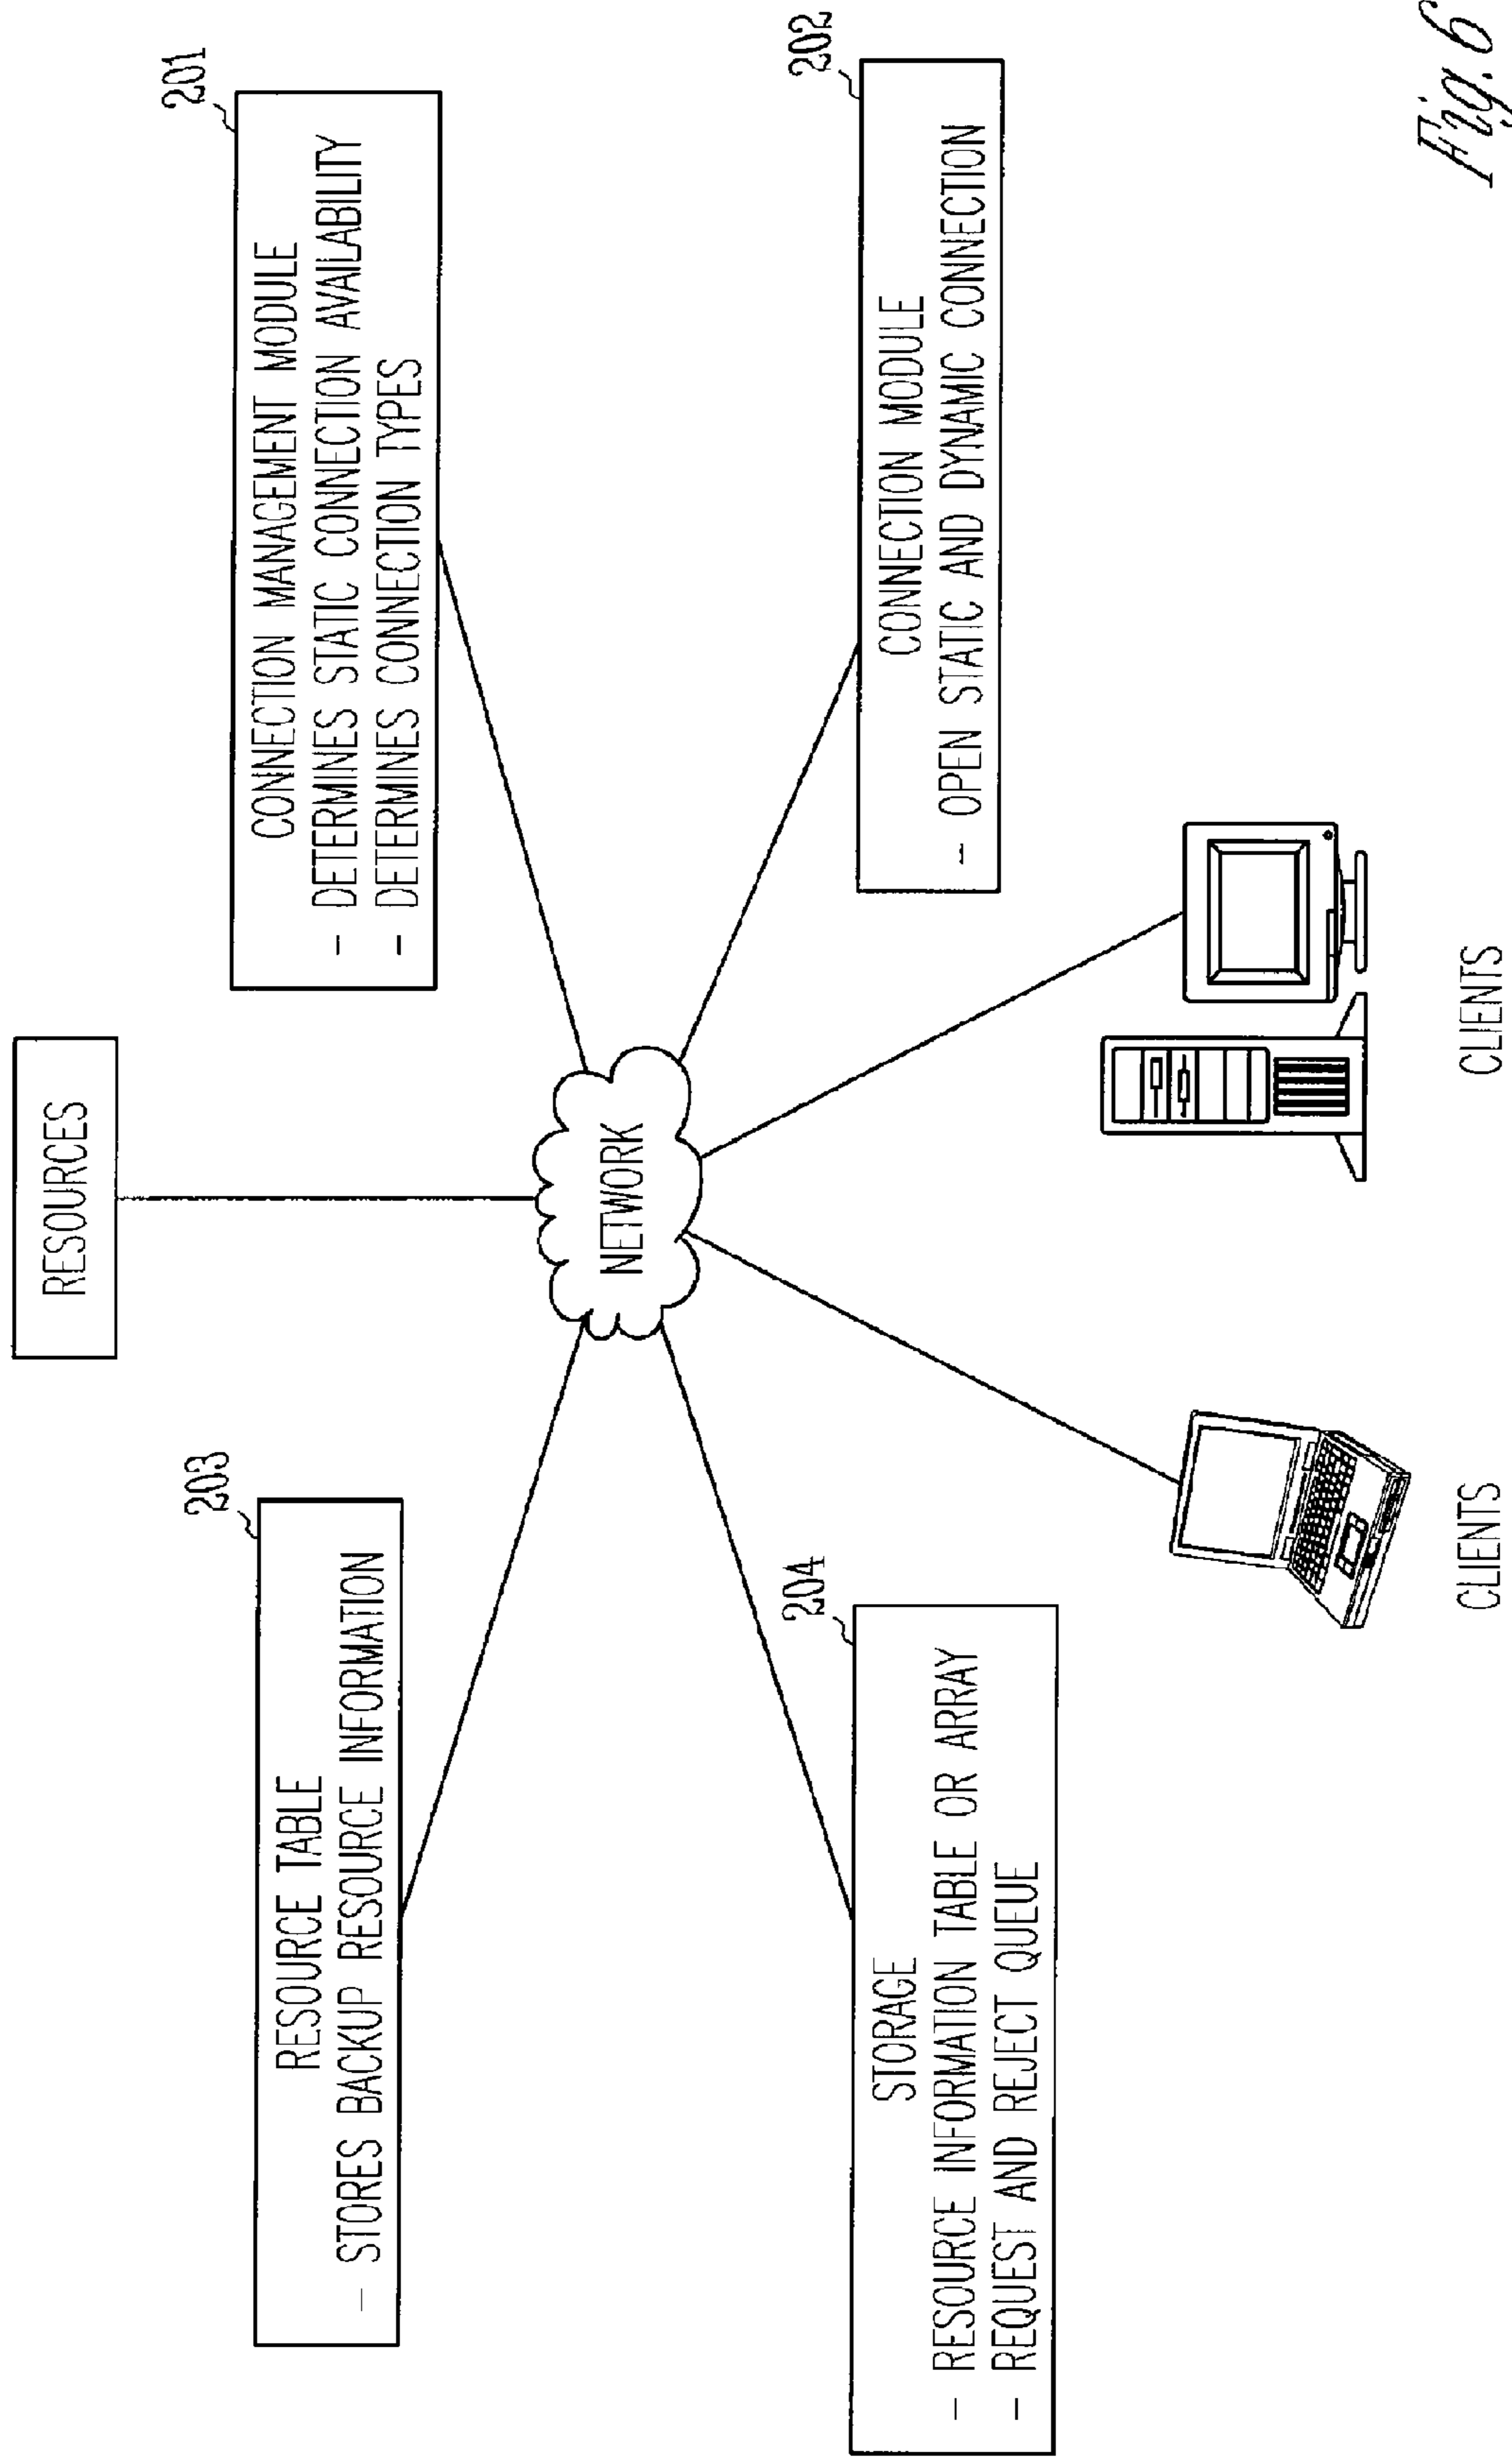 RESOURCES
203
RESOURCE TABLE
– STORES BACKUP RESOURCE INFORMATION
201
CONNECTION MANAGEMENT MODULE
– DETERMINES STATIC CONNECTION AVAILABILITY
– DETERMINES CONNECTION TYPES
NETWORK
204
STORAGE
– RESOURCE INFORMATION TABLE OR ARRAY
– REQUEST AND REJECT QUEUE
202
CONNECTION MODULE
– OPEN STATIC AND DYNAMIC CONNECTION
CLIENTS
CLIENTS
Fig. 6